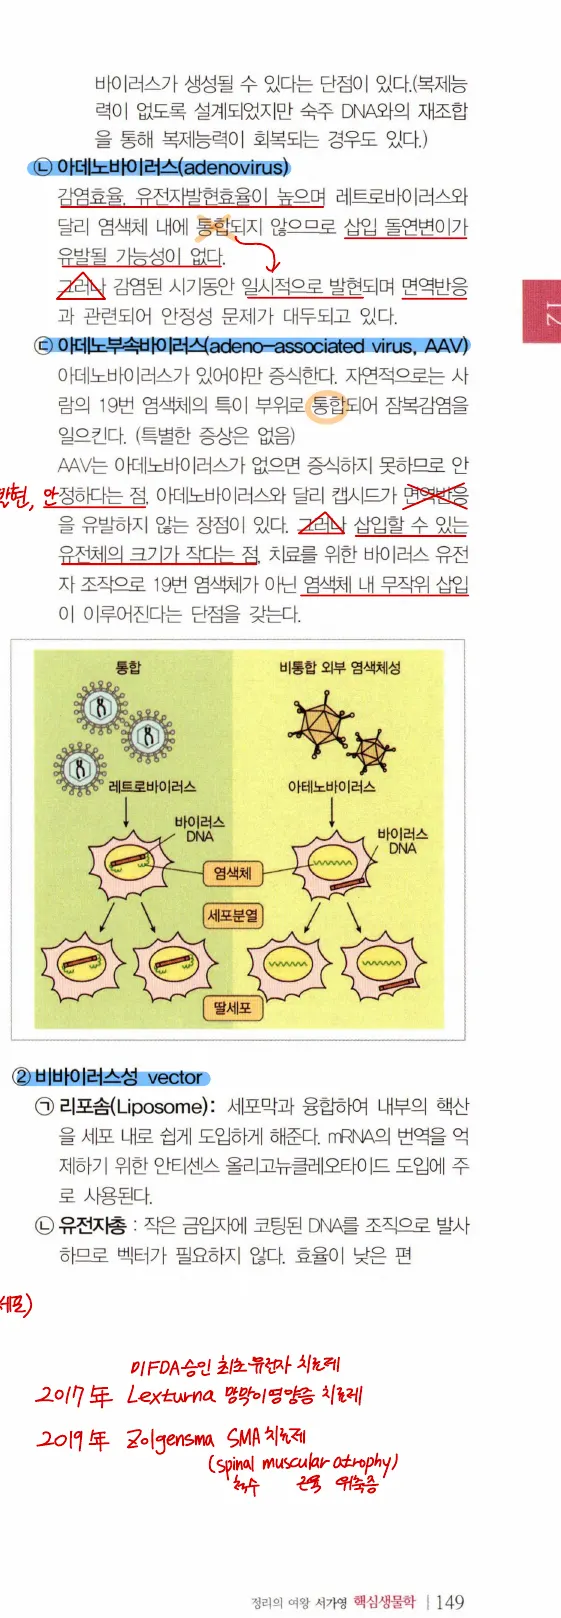 바이러스가 생성될 수 있다는 단점이 있다.(복제능
력이 없도록 설계되었지만 숙주 DNA와의 재조합
을 통해 복제능력이 회복되는 경우도 있다.)
㉡ 아데노바이러스(adenovirus)
감염효율, 유전자발현효율이 높으며 레트로바이러스와
달리 염색체 내에 통합되지 않으므로 삽입 돌연변이가
유발될 가능성이 없다.
그러나 감염된 시기동안 일시적으로 발현되며 면역반응
과 관련되어 안정성 문제가 대두되고 있다.
12
㉢ 아데노부속바이러스(adeno-associated virus, AAV)
아데노바이러스가 있어야만 증식한다. 자연적으로는 사
람의 19번 염색체의 특이 부위로 통합되어 잠복감염을
일으킨다. (특별한 증상은 없음)
AAV는 아데노바이러스가 없으면 증식하지 못하므로 안
발현, 안정하다는 점, 아데노바이러스와 달리 캡시드가 면역반응
을 유발하지 않는 장점이 있다. 그러나 삽입할 수 있는
유전체의 크기가 작다는 점, 치료를 위한 바이러스 유전
자 조작으로 19번 염색체가 아닌 염색체 내 무작위 삽입
이 이루어진다는 단점을 갖는다.
통합 비통합 외부 염색체성
레트로바이러스 아테노바이러스
바이러스 DNA 바이러스 DNA
염색체
세포분열
딸세포
② 비바이러스성 vector
㉠ 리포솜(Liposome): 세포막과 융합하여 내부의 핵산
을 세포 내로 쉽게 도입하게 해준다. mRNA의 번역을 억
제하기 위한 안티센스 올리고뉴클레오타이드 도입에 주
로 사용된다.
㉡ 유전자총 : 작은 금입자에 코팅된 DNA를 조직으로 발사
하므로 벡터가 필요하지 않다. 효율이 낮은 편
세포)
미FDA승인 최초 유전자 치료제
2017年 Lexturna 망막이영양증 치료제
2019年 Zolgensma SMA 치료제
(spinal muscular atrophy)
척수 근육 위축증
정리의 여왕 서가영 핵심생물학 | 149